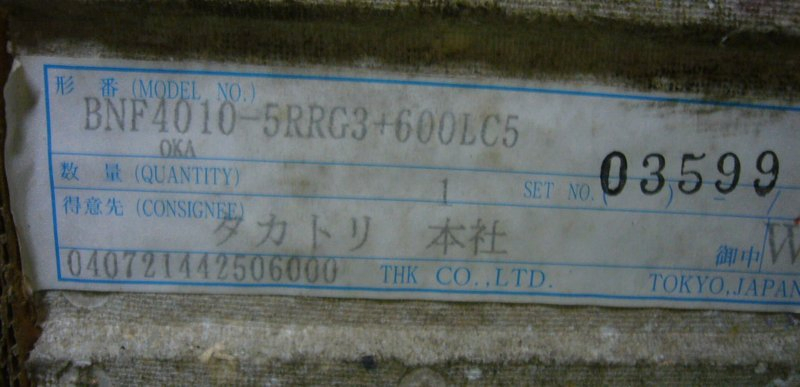 形 番 (MODEL NO.)
BNF4010-5RRG3+600LC5
OKA
数 量 (QUANTITY) 1 SET NO. ( 03599 )
得意先 (CONSIGNEE)
タカトリ 本社 御中 W
040721442506000 THK CO.,LTD. TOKYO,JAPAN